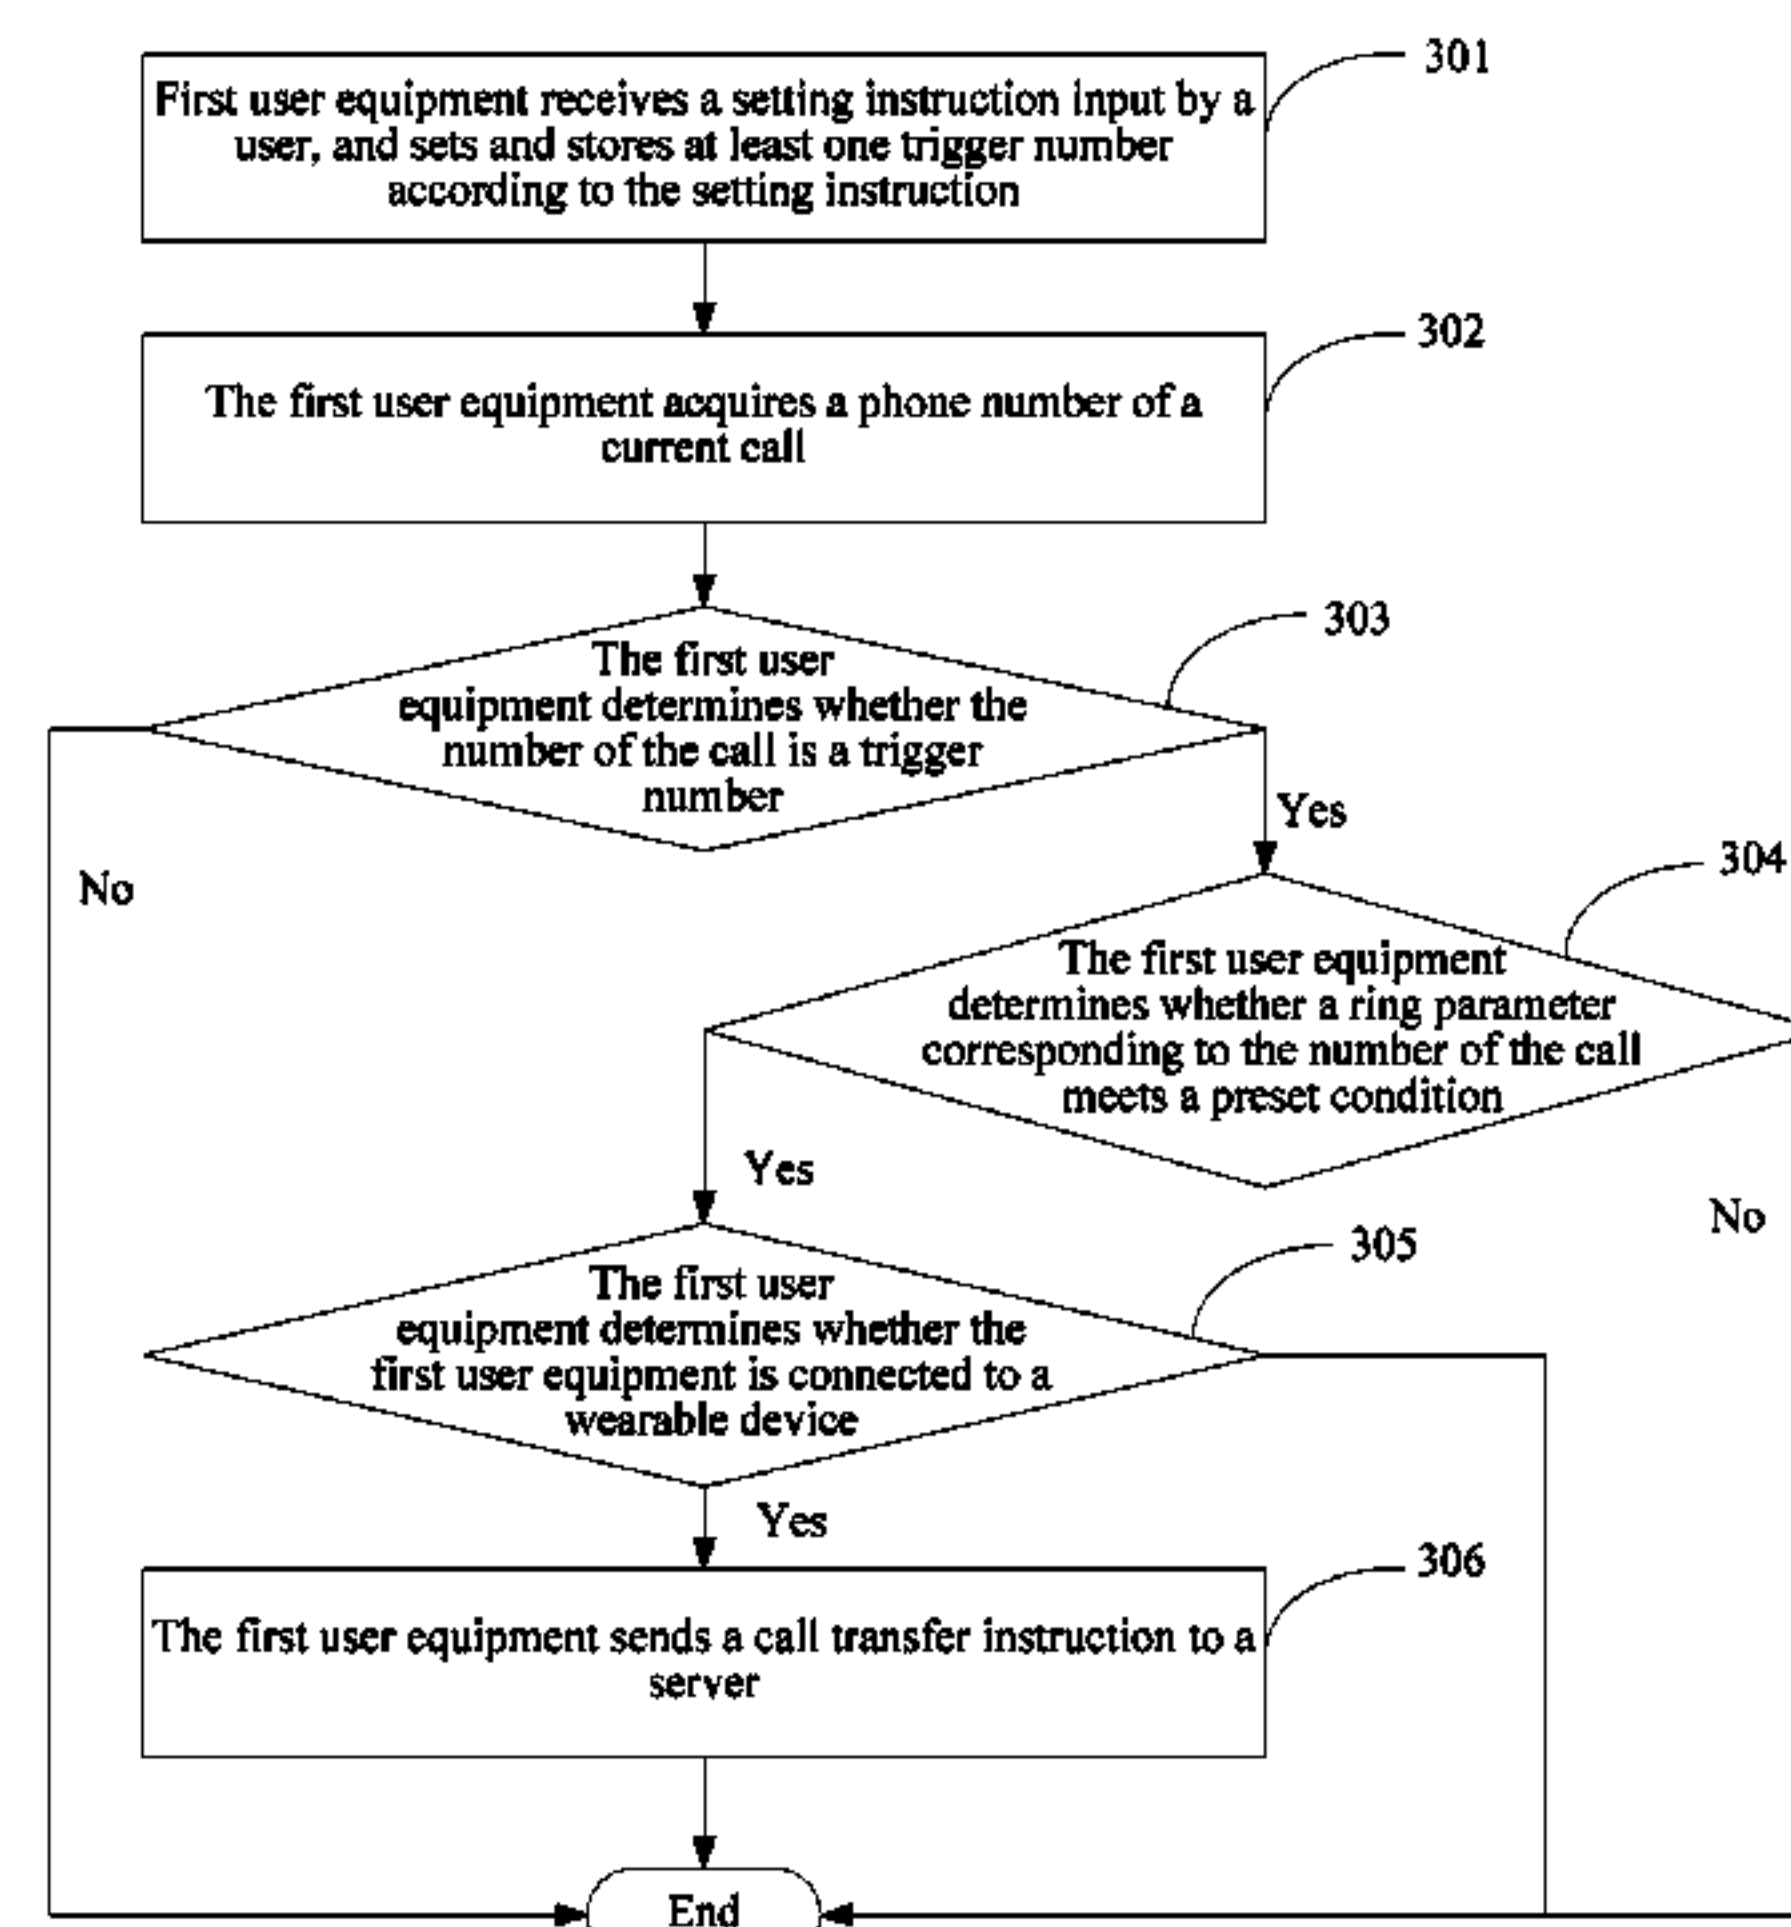 301
First user equipment receives a setting instruction input by a
user, and sets and stores at least one trigger number
according to the setting instruction
302
The first user equipment acquires a phone number of a
current call
303
The first user
equipment determines whether the
number of the call is a trigger
number
Yes
No
304
The first user equipment
determines whether a ring parameter
corresponding to the number of the call
meets a preset condition
Yes
No
305
The first user
equipment determines whether the
first user equipment is connected to a
wearable device
Yes
306
The first user equipment sends a call transfer instruction to a
server
End